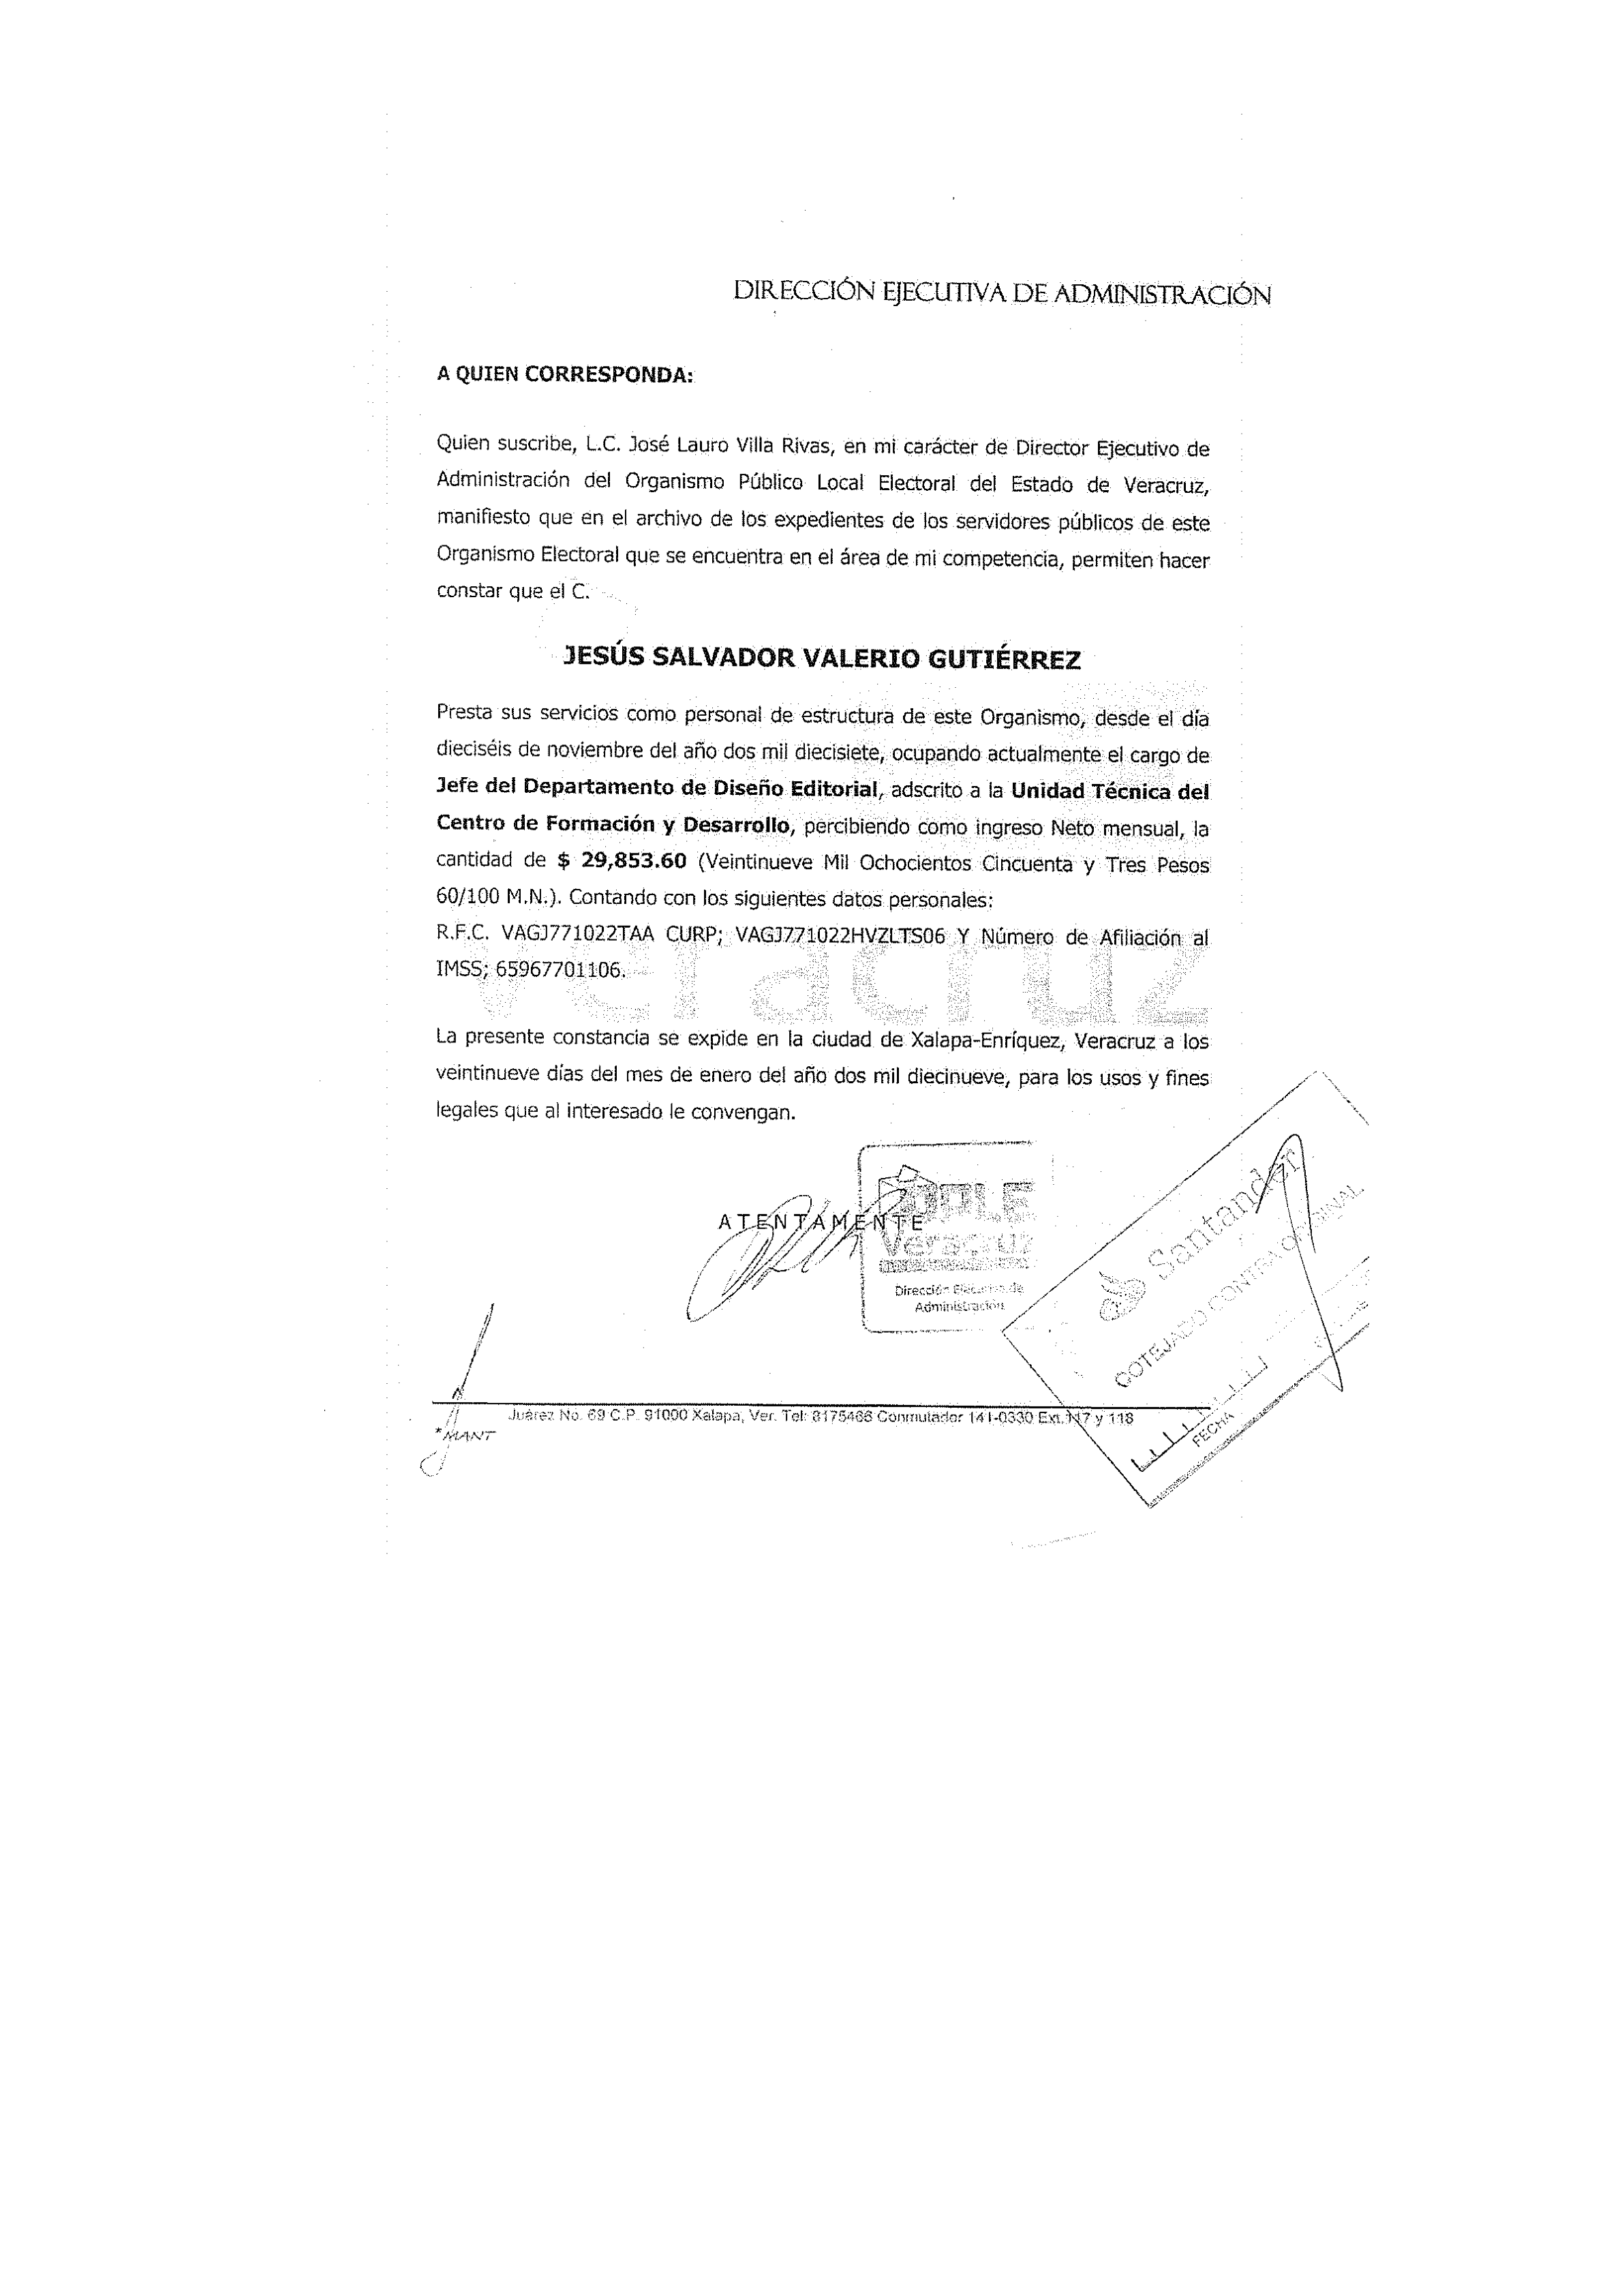 DIRECCIÓN EJECUTIVA DE ADMINISTRACIÓN
A QUIEN CORRESPONDA:
Quien suscribe, L.C. José Lauro Villa Rivas, en mi carácter de Director Ejecutivo de
Administración del Organismo Público Local Electoral del Estado de Veracruz,
manifiesto que en el archivo de los expedientes de los servidores públicos de este
Organismo Electoral que se encuentra en el área de mi competencia, permiten hacer
constar que el C.
JESÚS SALVADOR VALERIO GUTIÉRREZ
Presta sus servicios como personal de estructura de este Organismo, desde el día
dieciséis de noviembre del año dos mil diecisiete, ocupando actualmente el cargo de
Jefe del Departamento de Diseño Editorial, adscrito a la Unidad Técnica del
Centro de Formación y Desarrollo, percibiendo como ingreso Neto mensual, la
cantidad de $ 29,853.60 (Veintinueve Mil Ochocientos Cincuenta y Tres Pesos
60/100 M.N.). Contando con los siguientes datos personales:
R.F.C. VAGJ771022TAA CURP; VAGJ771022HVZLTS06 Y Número de Afiliación al
IMSS; 65967701106.
veracruz
La presente constancia se expide en la ciudad de Xalapa-Enríquez, Veracruz a los
veintinueve días del mes de enero del año dos mil diecinueve, para los usos y fines
legales que al interesado le convengan.
ATENTAMENTE
OPLE
Veracruz
Dirección Ejecutiva de
Administración
Santander
COTEJADO CONTRA ORIGINAL
FECHA
Juárez No. 69 C.P. 91000 Xalapa, Ver. Tel: 8175468 Conmutador 141-0330 Ext.117 y 118
*MANT